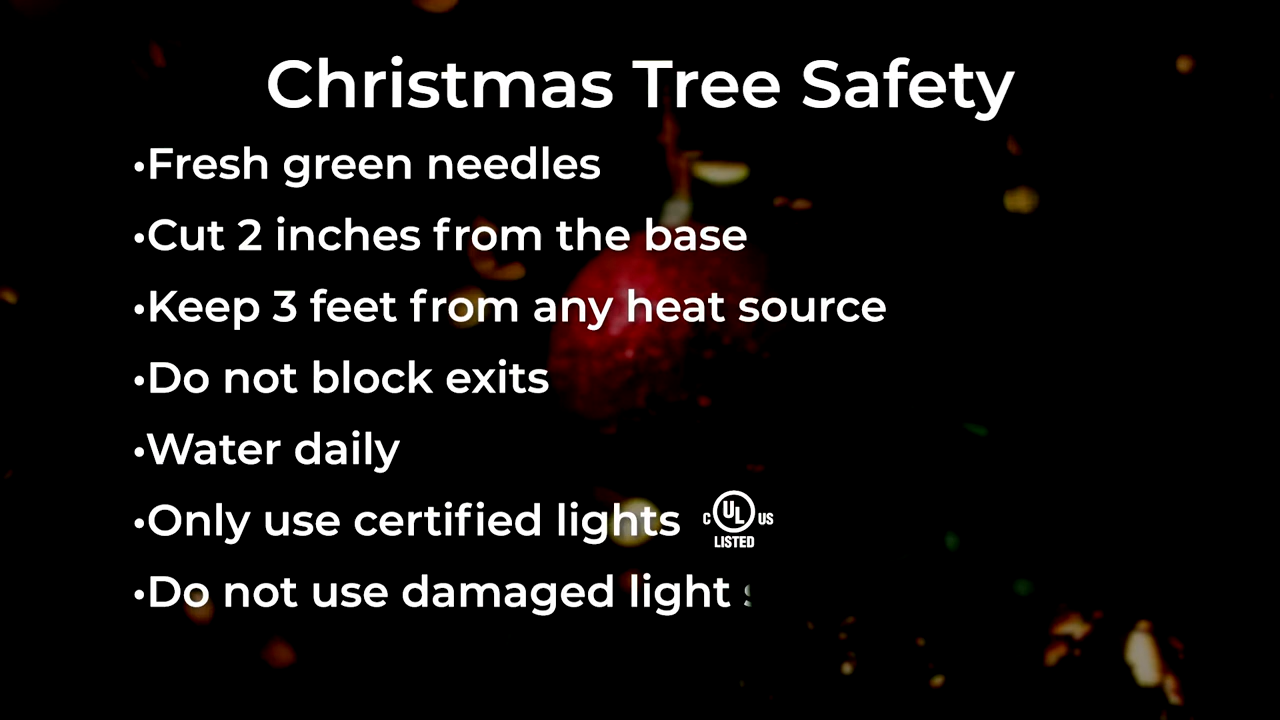 Christmas Tree Safety
•Fresh green needles
•Cut 2 inches from the base
•Keep 3 feet from any heat source
•Do not block exits
•Water daily
•Only use certified lights C UL US LISTED
•Do not use damaged light